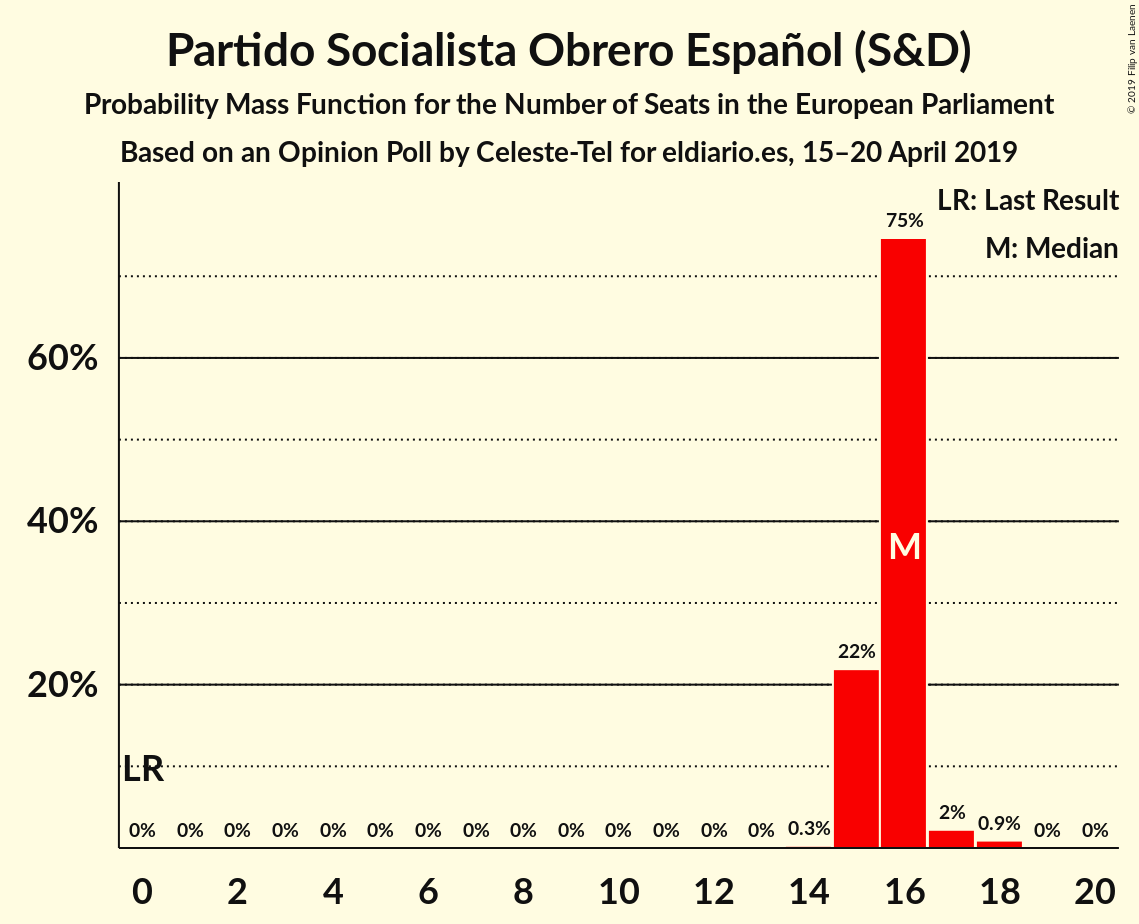 Partido Socialista Obrero Español (S&D)
Probability Mass Function for the Number of Seats in the European Parliament
Based on an Opinion Poll by Celeste-Tel for eldiario.es, 15–20 April 2019
© 2019 Filip van Laenen
LR: Last Result
M: Median
75%
60%
40%
M
22%
20%
LR
0% 0% 0% 0% 0% 0% 0% 0% 0% 0% 0% 0% 0% 0% 0.3% 2% 0.9% 0% 0%
0 2 4 6 8 10 12 14 16 18 20